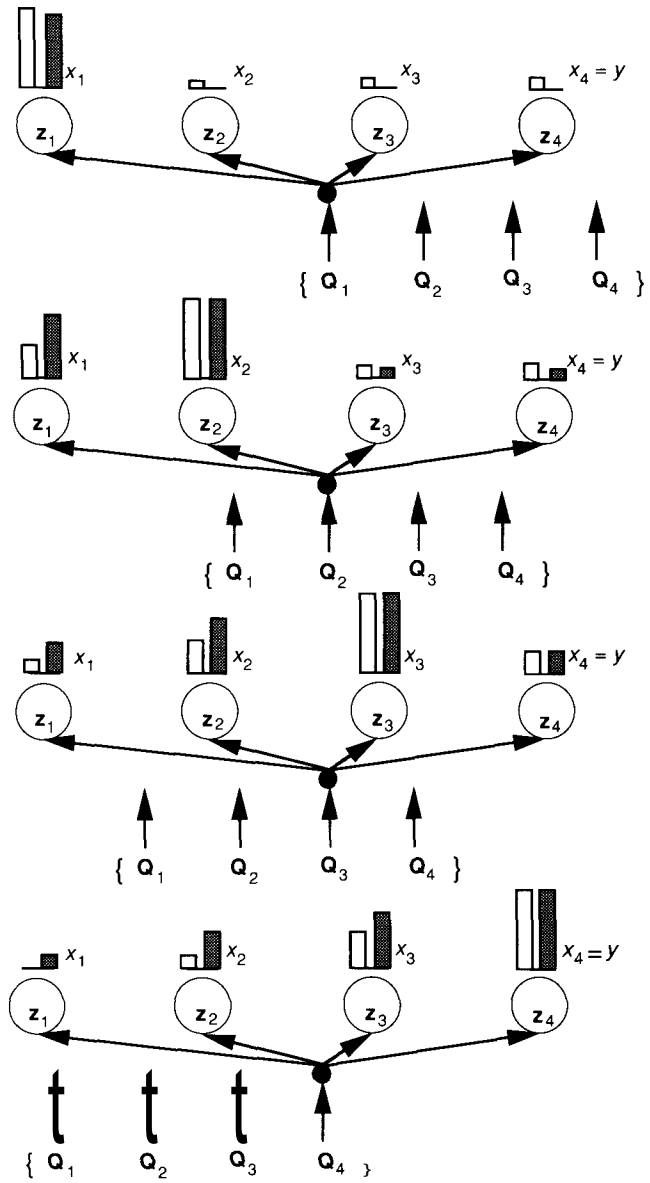 x1 x2 x3 x4 = y
z1 z2 z3 z4
{ Q1 Q2 Q3 Q4 }
x1 x2 x3 x4 = y
z1 z2 z3 z4
{ Q1 Q2 Q3 Q4 }
x1 x2 x3 x4 = y
z1 z2 z3 z4
{ Q1 Q2 Q3 Q4 }
x1 x2 x3 x4 = y
z1 z2 z3 z4
t t t
{ Q1 Q2 Q3 Q4 }